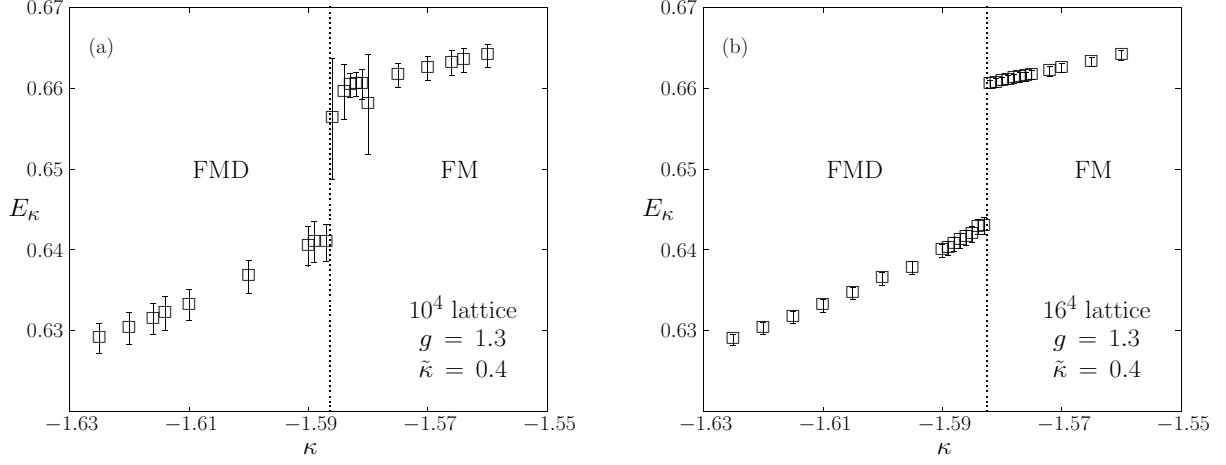 (a)
0.67
0.66
0.65
0.64
0.63
E_κ
FMD
FM
10^4 lattice
g = 1.3
κ̃ = 0.4
−1.63
−1.61
−1.59
−1.57
−1.55
κ
(b)
0.67
0.66
0.65
0.64
0.63
E_κ
FMD
FM
16^4 lattice
g = 1.3
κ̃ = 0.4
−1.63
−1.61
−1.59
−1.57
−1.55
κ